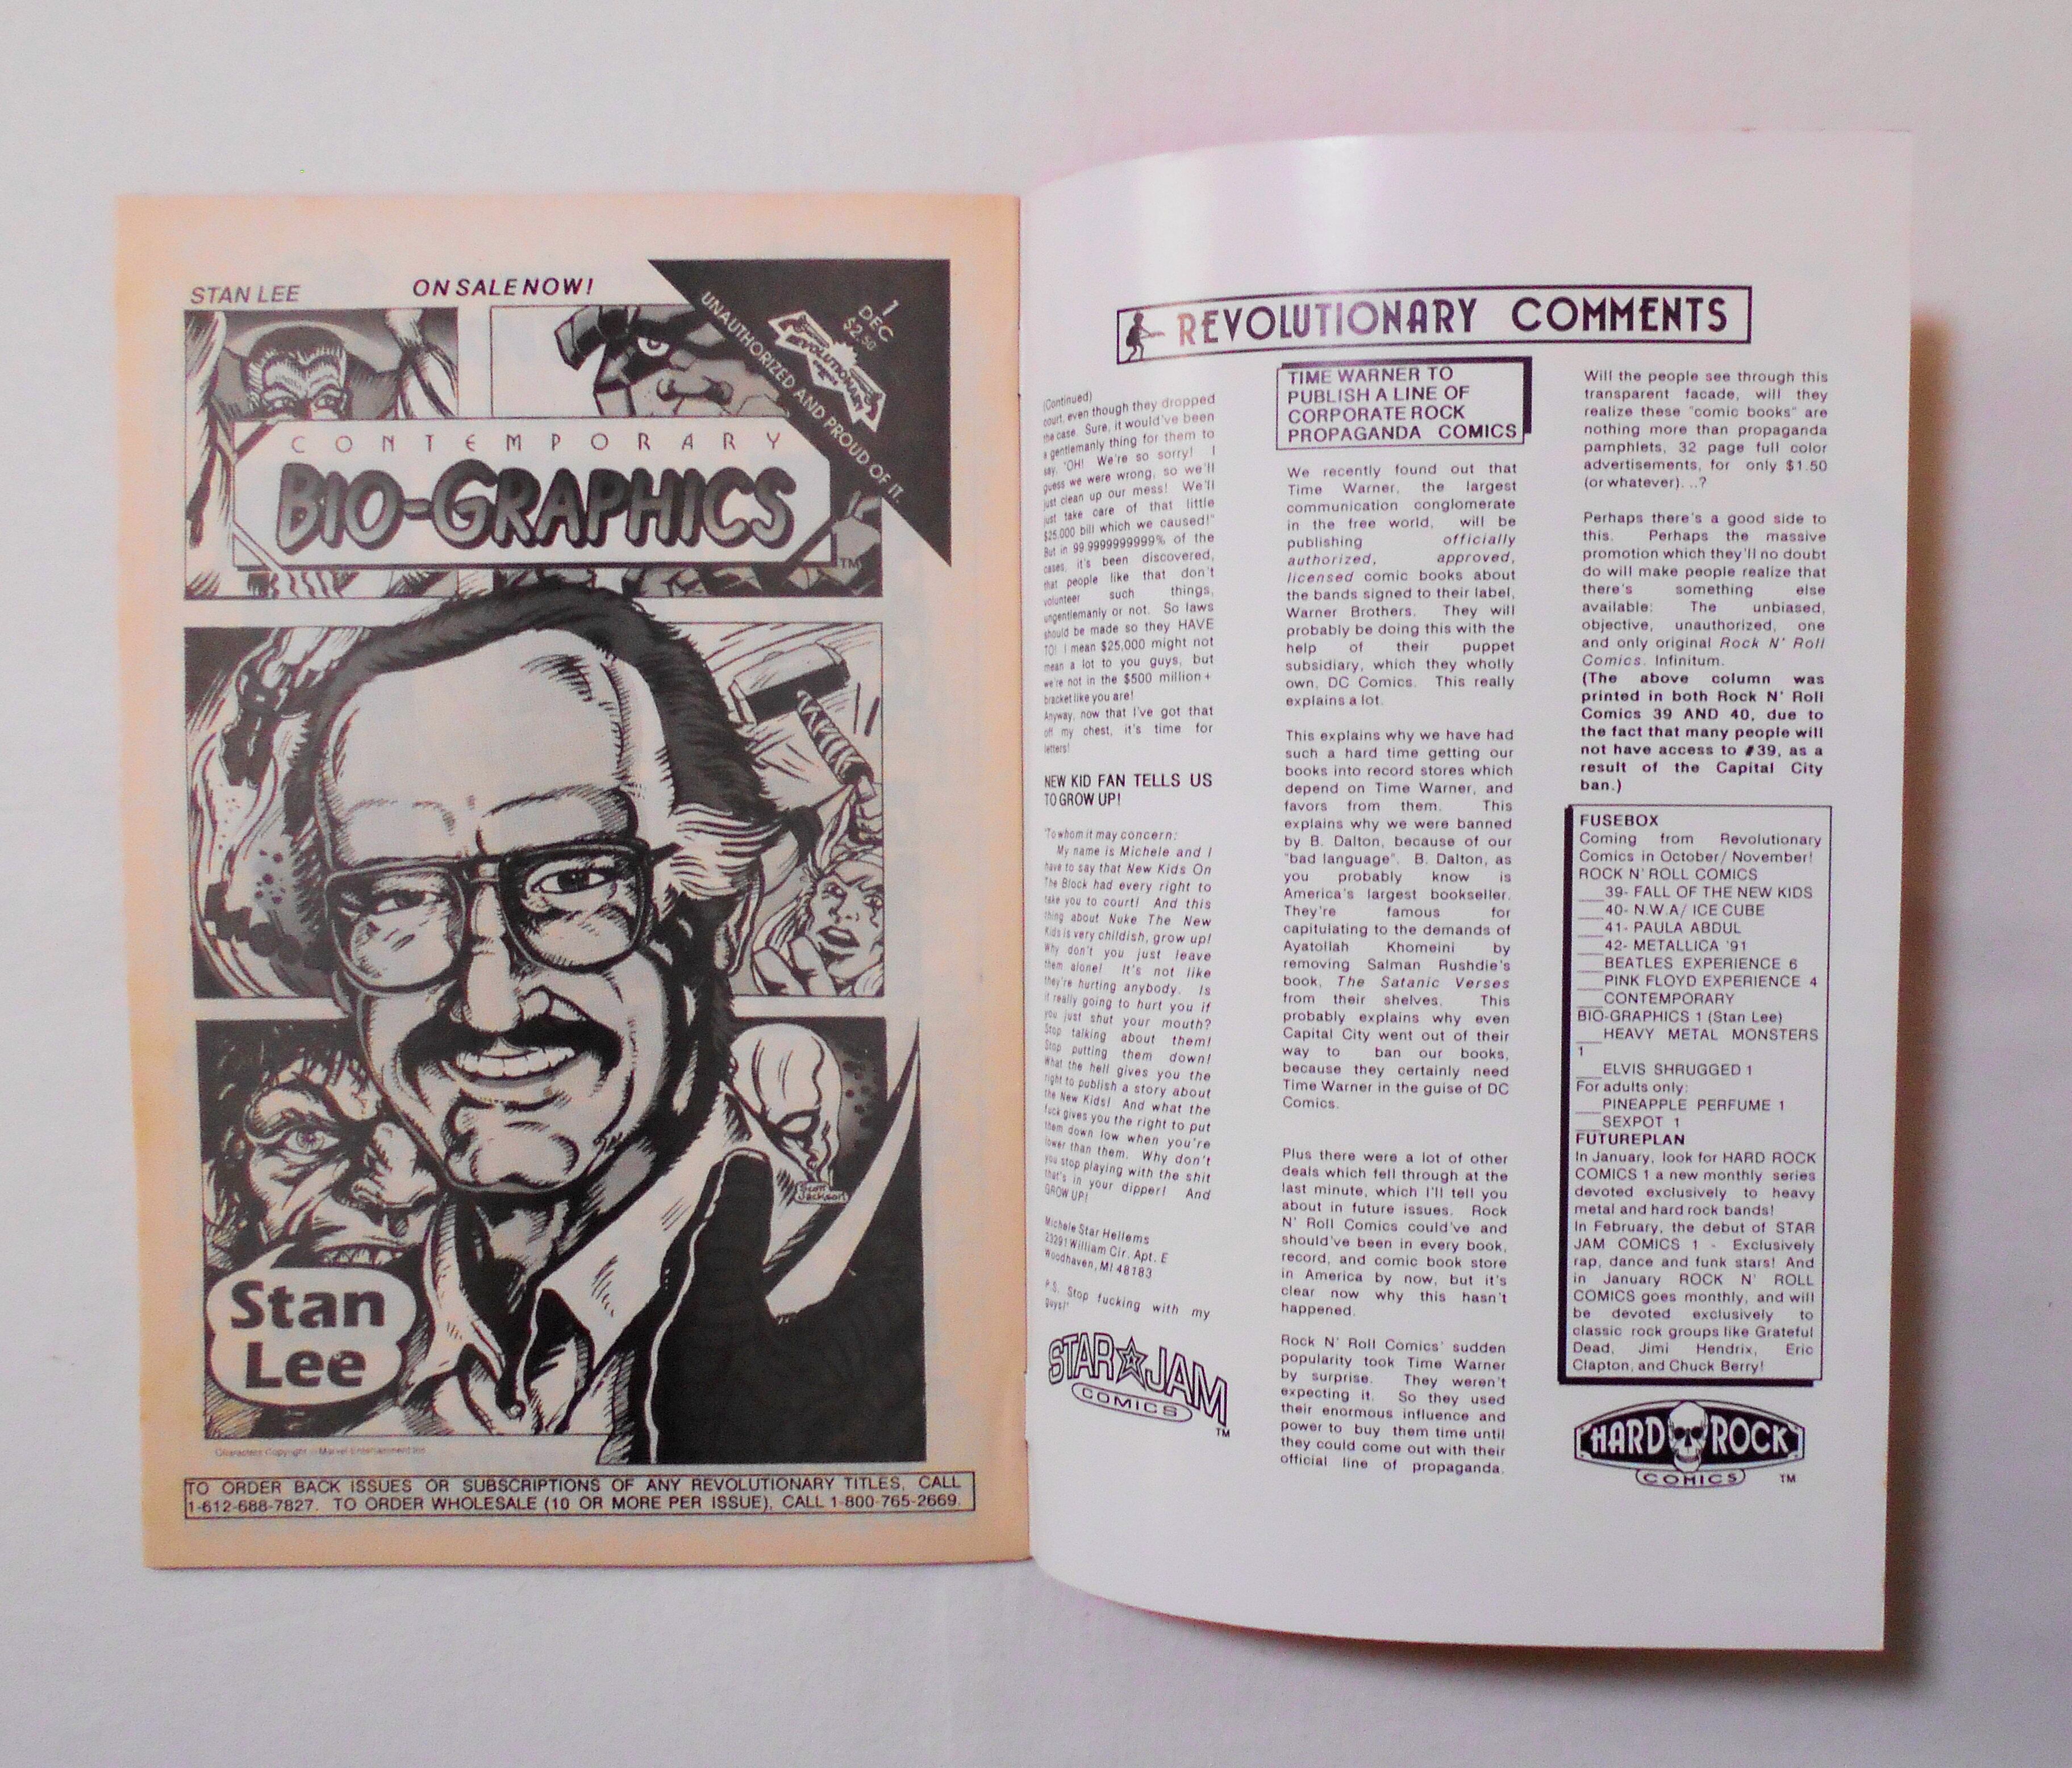 STAN LEE
ON SALE NOW!
1
DEC
$2.50
REVOLUTIONARY
COMICS
UNAUTHORIZED AND PROUD OF IT.
CONTEMPORARY
BIO-GRAPHICS
TM
Scott
Jackson
Stan
Lee
Characters Copyright © Marvel Entertainment Inc.
TO ORDER BACK ISSUES OR SUBSCRIPTIONS OF ANY REVOLUTIONARY TITLES, CALL
1-612-688-7827. TO ORDER WHOLESALE (10 OR MORE PER ISSUE), CALL 1-800-765-2669.
REVOLUTIONARY COMMENTS
(Continued)
court, even though they dropped
the case. Sure, it would've been
a gentlemanly thing for them to
say, "OH! We're so sorry! I
guess we were wrong, so we'll
just clean up our mess! We'll
just take care of that little
$25,000 bill which we caused!"
But in 99.9999999999% of the
cases, it's been discovered,
that people like that don't
volunteer such things,
ungentlemanly or not. So laws
should be made so they HAVE
TO! I mean $25,000 might not
mean a lot to you guys, but
we're not in the $500 million +
bracket like you are!
Anyway, now that I've got that
off my chest, it's time for
letters!
NEW KID FAN TELLS US
TO GROW UP!
"To whom it may concern:
My name is Michele and I
have to say that New Kids On
The Block had every right to
take you to court! And this
thing about Nuke The New
Kids is very childish, grow up!
Why don't you just leave
them alone! It's not like
they're hurting anybody. Is
it really going to hurt you if
you just shut your mouth?
Stop talking about them!
Stop putting them down!
What the hell gives you the
right to publish a story about
the New Kids! And what the
fuck gives you the right to put
them down low when you're
lower than them. Why don't
you stop playing with the shit
that's in your dipper! And
GROW UP!
Michele Star Hellems
23291 William Cir. Apt. E
Woodhaven, MI 48183
P.S. Stop fucking with my
guys!"
STAR JAM
COMICS
TM
TIME WARNER TO
PUBLISH A LINE OF
CORPORATE ROCK
PROPAGANDA COMICS
We recently found out that
Time Warner, the largest
communication conglomerate
in the free world, will be
publishing officially
authorized, approved,
licensed comic books about
the bands signed to their label,
Warner Brothers. They will
probably be doing this with the
help of their puppet
subsidiary, which they wholly
own, DC Comics. This really
explains a lot.
This explains why we have had
such a hard time getting our
books into record stores which
depend on Time Warner, and
favors from them. This
explains why we were banned
by B. Dalton, because of our
"bad language". B. Dalton, as
you probably know is
America's largest bookseller.
They're famous for
capitulating to the demands of
Ayatollah Khomeini by
removing Salman Rushdie's
book, The Satanic Verses
from their shelves. This
probably explains why even
Capital City went out of their
way to ban our books,
because they certainly need
Time Warner in the guise of DC
Comics.
Plus there were a lot of other
deals which fell through at the
last minute, which I'll tell you
about in future issues. Rock
N' Roll Comics could've and
should've been in every book,
record, and comic book store
in America by now, but it's
clear now why this hasn't
happened.
Rock N' Roll Comics' sudden
popularity took Time Warner
by surprise. They weren't
expecting it. So they used
their enormous influence and
power to buy them time until
they could come out with their
official line of propaganda.
Will the people see through this
transparent facade, will they
realize these "comic books" are
nothing more than propaganda
pamphlets, 32 page full color
advertisements, for only $1.50
(or whatever)...?
Perhaps there's a good side to
this. Perhaps the massive
promotion which they'll no doubt
do will make people realize that
there's something else
available: The unbiased,
objective, unauthorized, one
and only original Rock N' Roll
Comics. Infinitum.
(The above column was
printed in both Rock N' Roll
Comics 39 AND 40, due to
the fact that many people will
not have access to #39, as a
result of the Capital City
ban.)
FUSEBOX
Coming from Revolutionary
Comics in October/ November!
ROCK N' ROLL COMICS
___39- FALL OF THE NEW KIDS
___40- N.W.A/ ICE CUBE
___41- PAULA ABDUL
___42- METALLICA '91
___BEATLES EXPERIENCE 6
___PINK FLOYD EXPERIENCE 4
___CONTEMPORARY
BIO-GRAPHICS 1 (Stan Lee)
___HEAVY METAL MONSTERS
1
___ELVIS SHRUGGED 1
For adults only:
___PINEAPPLE PERFUME 1
___SEXPOT 1
FUTUREPLAN
In January, look for HARD ROCK
COMICS 1 a new monthly series
devoted exclusively to heavy
metal and hard rock bands!
In February, the debut of STAR
JAM COMICS 1 - Exclusively
rap, dance and funk stars! And
in January ROCK N' ROLL
COMICS goes monthly, and will
be devoted exclusively to
classic rock groups like Grateful
Dead, Jimi Hendrix, Eric
Clapton, and Chuck Berry!
HARD ROCK
COMICS
TM